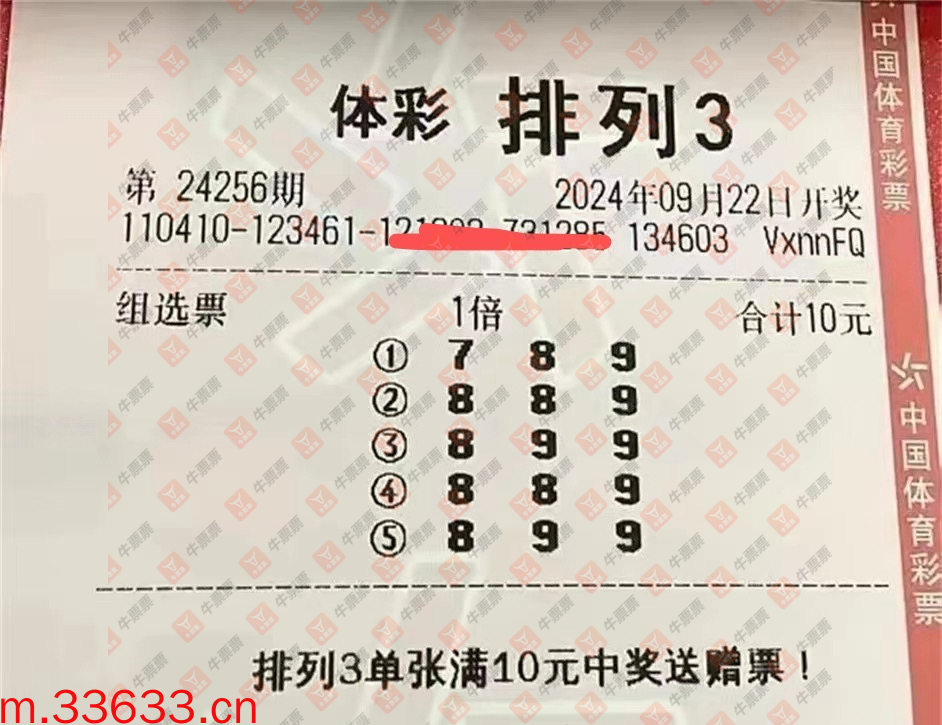 体彩 排列3
第 24256期 2024年09月22日开奖
110410-123461- 134603 VxnnFQ
组选票 1倍 合计10元
① 7 8 9
② 8 8 9
③ 8 9 9
④ 8 8 9
⑤ 8 9 9
排列3单张满10元中奖送赠票！
中国体育彩票
中国体育彩票
牛票票
m.33633.cn